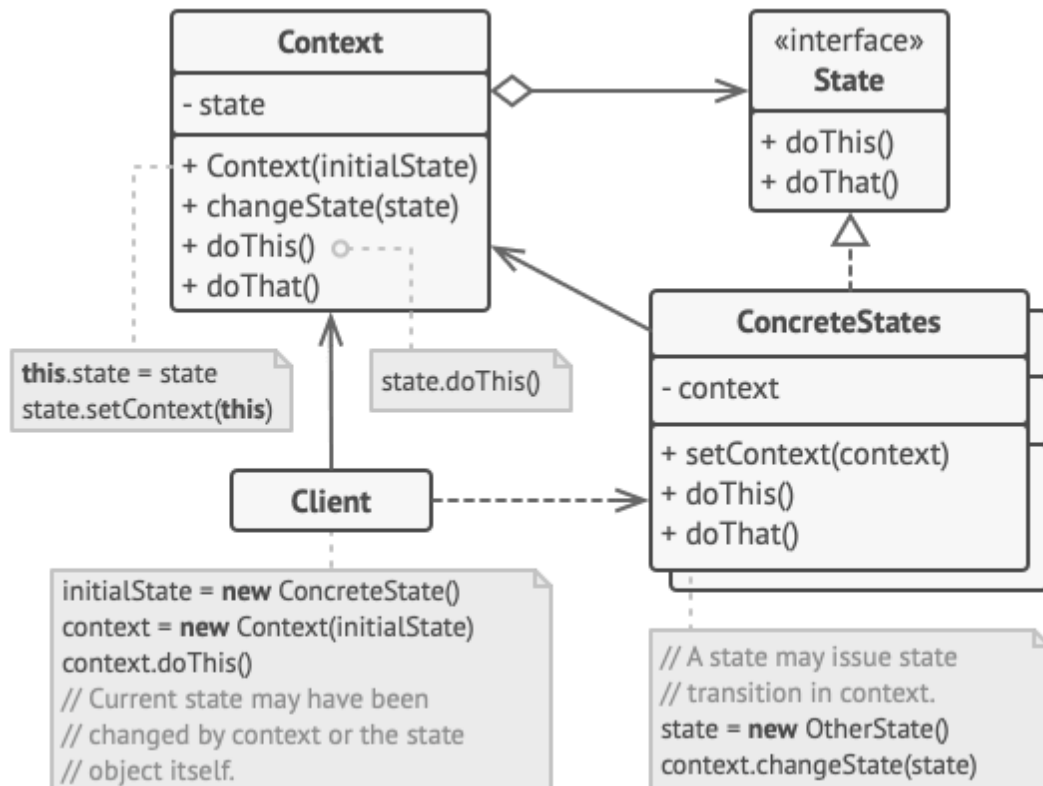 Context
- state
+ Context(initialState)
+ changeState(state)
+ doThis()
+ doThat()
«interface»
State
+ doThis()
+ doThat()
this.state = state
state.setContext(this)
state.doThis()
ConcreteStates
- context
+ setContext(context)
+ doThis()
+ doThat()
Client
initialState = new ConcreteState()
context = new Context(initialState)
context.doThis()
// Current state may have been
// changed by context or the state
// object itself.
// A state may issue state
// transition in context.
state = new OtherState()
context.changeState(state)